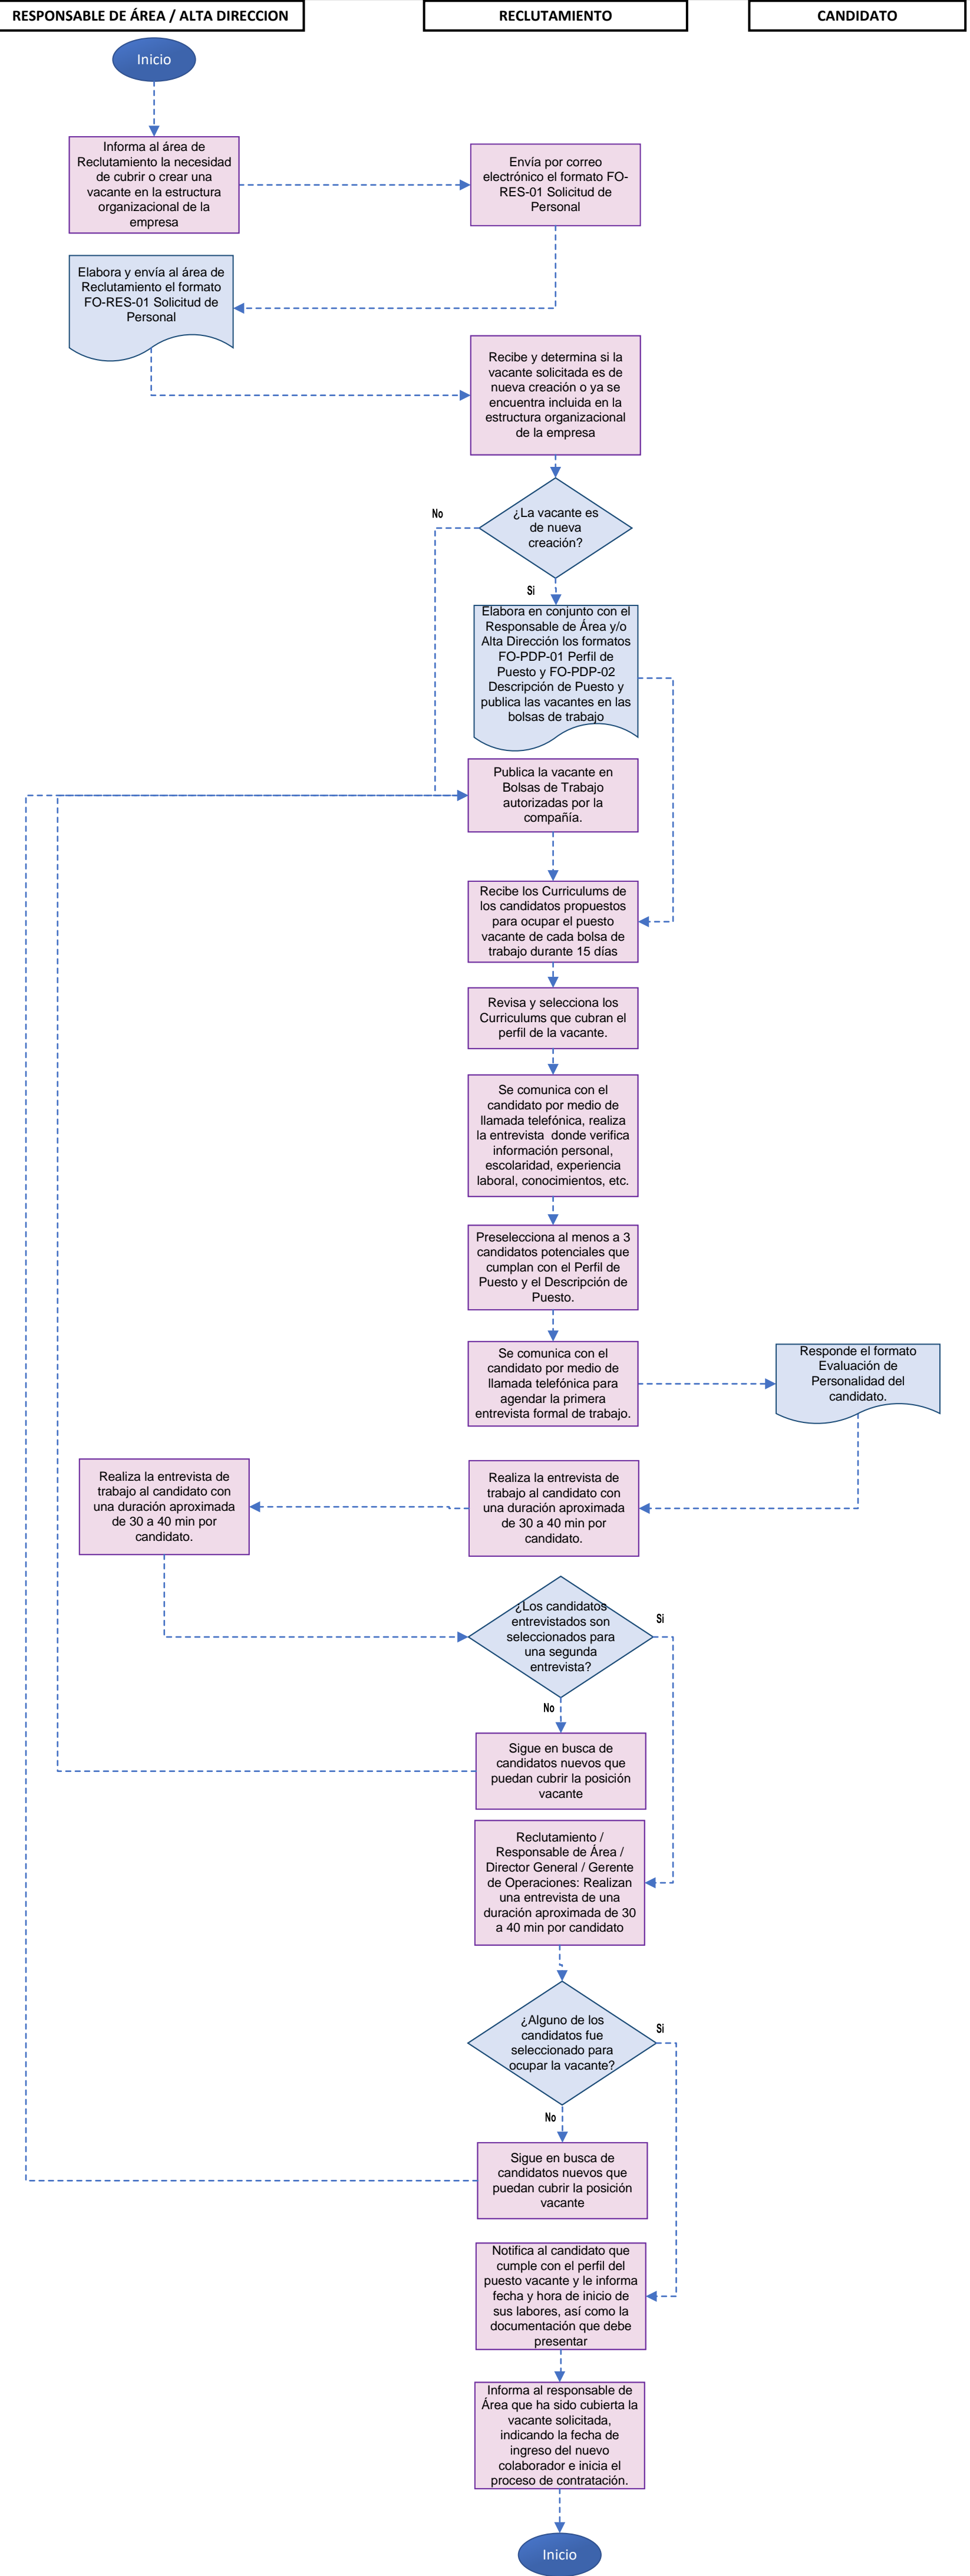 RESPONSABLE DE ÁREA / ALTA DIRECCION
RECLUTAMIENTO
CANDIDATO
Inicio
Informa al área de
Reclutamiento la necesidad
de cubrir o crear una
vacante en la estructura
organizacional de la
empresa
Envía por correo
electrónico el formato FO-
RES-01 Solicitud de
Personal
Elabora y envía al área de
Reclutamiento el formato
FO-RES-01 Solicitud de
Personal
Recibe y determina si la
vacante solicitada es de
nueva creación o ya se
encuentra incluida en la
estructura organizacional
de la empresa
No
¿La vacante es
de nueva
creación?
Si
Elabora en conjunto con el
Responsable de Área y/o
Alta Dirección los formatos
FO-PDP-01 Perfil de
Puesto y FO-PDP-02
Descripción de Puesto y
publica las vacantes en las
bolsas de trabajo
Publica la vacante en
Bolsas de Trabajo
autorizadas por la
compañía.
Recibe los Curriculums de
los candidatos propuestos
para ocupar el puesto
vacante de cada bolsa de
trabajo durante 15 días
Revisa y selecciona los
Curriculums que cubran el
perfil de la vacante.
Se comunica con el
candidato por medio de
llamada telefónica, realiza
la entrevista  donde verifica
información personal,
escolaridad, experiencia
laboral, conocimientos, etc.
Preselecciona al menos a 3
candidatos potenciales que
cumplan con el Perfil de
Puesto y el Descripción de
Puesto.
Se comunica con el
candidato por medio de
llamada telefónica para
agendar la primera
entrevista formal de trabajo.
Responde el formato
Evaluación de
Personalidad del
candidato.
Realiza la entrevista de
trabajo al candidato con
una duración aproximada
de 30 a 40 min por
candidato.
Realiza la entrevista de
trabajo al candidato con
una duración aproximada
de 30 a 40 min por
candidato.
¿Los candidatos
entrevistados son
seleccionados para
una segunda
entrevista?
Si
No
Sigue en busca de
candidatos nuevos que
puedan cubrir la posición
vacante
Reclutamiento /
Responsable de Área /
Director General / Gerente
de Operaciones: Realizan
una entrevista de una
duración aproximada de 30
a 40 min por candidato
¿Alguno de los
candidatos fue
seleccionado para
ocupar la vacante?
Si
No
Sigue en busca de
candidatos nuevos que
puedan cubrir la posición
vacante
Notifica al candidato que
cumple con el perfil del
puesto vacante y le informa
fecha y hora de inicio de
sus labores, así como la
documentación que debe
presentar
Informa al responsable de
Área que ha sido cubierta la
vacante solicitada,
indicando la fecha de
ingreso del nuevo
colaborador e inicia el
proceso de contratación.
Inicio